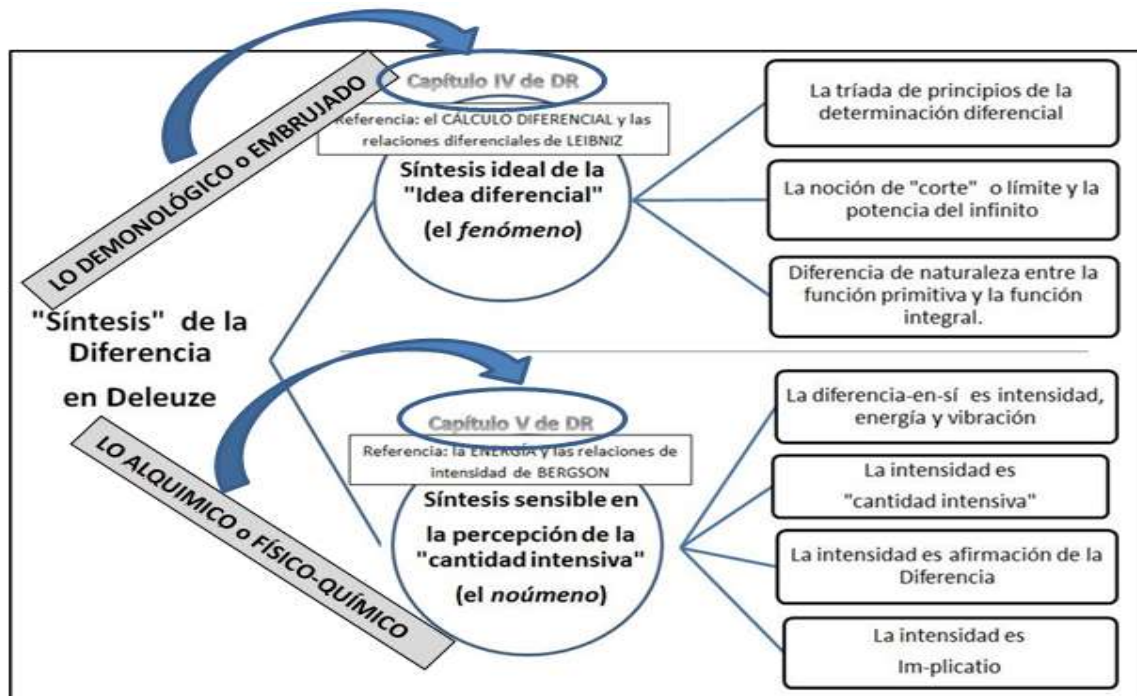 LO DEMONOLÓGICO o EMBRUJADO
Capítulo IV de DR
Referencia: el CÁLCULO DIFERENCIAL y las
relaciones diferenciales de LEIBNIZ
Síntesis ideal de la
"Idea diferencial"
(el fenómeno)
La tríada de principios de la
determinación diferencial
La noción de "corte" o límite y la
potencia del infinito
Diferencia de naturaleza entre la
función primitiva y la función
integral.
"Síntesis" de la
Diferencia
en Deleuze
LO ALQUIMICO o FÍSICO-QUÍMICO
Capítulo V de DR
Referencia: la ENERGÍA y las relaciones de
intensidad de BERGSON
Síntesis sensible en
la percepción de la
"cantidad intensiva"
(el noúmeno)
La diferencia-en-sí es intensidad,
energía y vibración
La intensidad es
"cantidad intensiva"
La intensidad es afirmación de la
Diferencia
La intensidad es
Im-plicatio